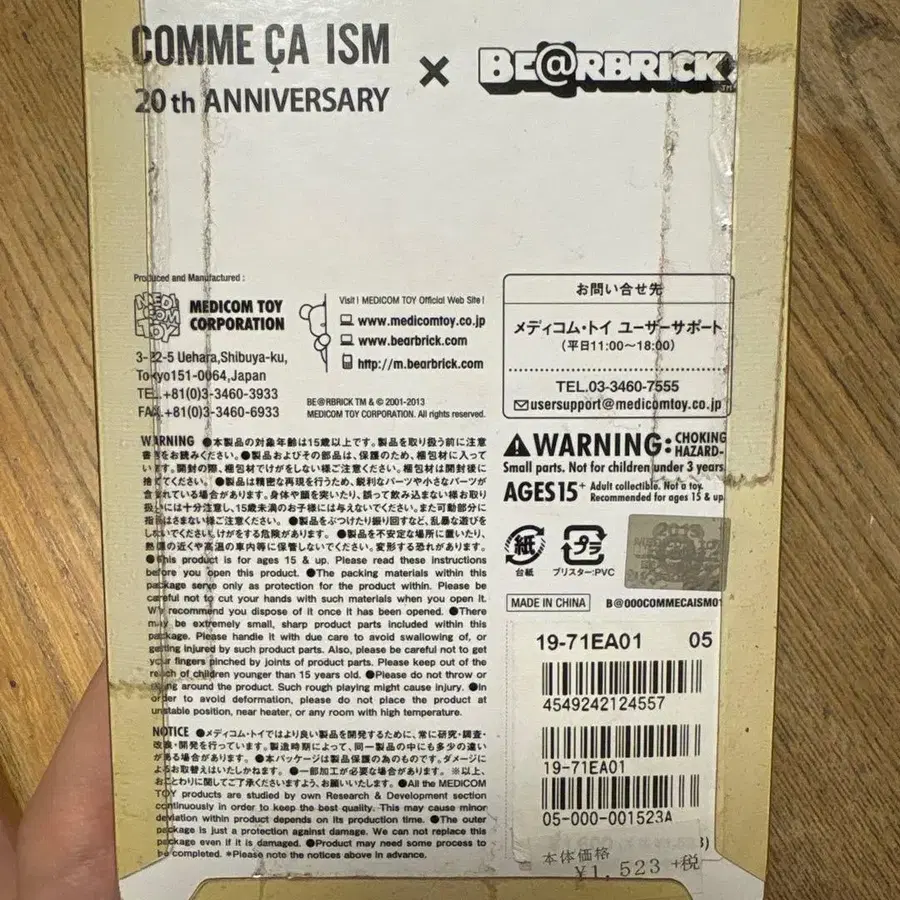 COMME ÇA ISM
20th ANNIVERSARY
×
BE@RBRICK
TM
Produced and Manufactured :
MEDI
COM
TOY
MEDICOM TOY
CORPORATION
3-22-5 Uehara,Shibuya-ku,
Tokyo151-0064,Japan
TEL.+81(0)3-3460-3933
FAX.+81(0)3-3460-6933
Visit ! MEDICOM TOY Official Web Site !
www.medicomtoy.co.jp
www.bearbrick.com
http://m.bearbrick.com
BE@RBRICK TM & © 2001-2013
MEDICOM TOY CORPORATION. All rights reserved.
お問い合せ先
メディコム・トイ ユーザーサポート
(平日11:00～18:00)
TEL.03-3460-7555
usersupport@medicomtoy.co.jp
WARNING ●本製品の対象年齢は15歳以上です。製品を取り扱う前に注意
書をお読みください。●製品およびその部品は、保護のため、梱包材に入って
います。開封の際、梱包材でけがをしない様ご注意ください。梱包材は開封後に
捨ててください。●製品は精密な再現を行うため、鋭利なパーツや小さなパーツが
含まれている場合があります。身体や顔を突いたり、誤って飲み込まない様お取り
扱いには十分注意し、15歳未満のお子様には与えないでください。また可動部分に
指をはさまない様ご注意ください。 ●製品をぶつけたり振り回すなど、乱暴な遊びを
しないでください。けがをする危険があります。 ●製品を不安定な場所に置いたり、
熱源の近くや高温の車内等に保管しないでください。変形する恐れがあります。
●This product is for ages 15 & up. Please read these instructions
before you open this product. ●The packing materials within this
package serve only as protection for the product within. Please be
careful not to cut your hands with such materials when you open it.
We recommend you dispose of it once it has been opened. ●There
may be extremely small, sharp product parts included within this
package. Please handle it with due care to avoid swallowing of, or
getting injured by such product parts. Also, please be careful not to get
your fingers pinched by joints of product parts. Please keep out of the
reach of children younger than 15 years old. ●Please do not throw or
swing around the product. Such rough playing might cause injury. ●In
order to avoid deformation, please do not place the product at
unstable position, near heater, or any room with high temperature.
NOTICE ●メディコム・トイではより良い製品を開発するために、常に研究・調査・
改良・開発を行っています。製造時期によって、同一製品の中にも多少の違い
がある場合があります。 ●本パッケージは製品保護の為のものです。ダメージに
よるお取替えはいたしかねます。 ●一部加工が必要な場合があります。 ※以上、
おことわりに関してご了承くださいますよう、お願いいたします。 ●All the MEDICOM
TOY products are studied by own Research & Development section
continuously in order to keep the best quality. This may cause minor
deviation within product depends on its production time. ●The outer
package is just a protection against damage. We can not replace this
package even if it is damaged. ●Product may need some process to
be completed. *Please note the notices above in advance.
WARNING: CHOKING
HAZARD-
Small parts. Not for children under 3 years.
AGES15+ Adult collectible. Not a toy.
Recommended for ages 15 & up.
紙
台紙
プラ
ブリスター:PVC
2013
MADE IN CHINA
B@000COMMECAISM01
19-71EA01 05
4549242124557
19-71EA01
05-000-001523A
本体価格
¥1,523 +税